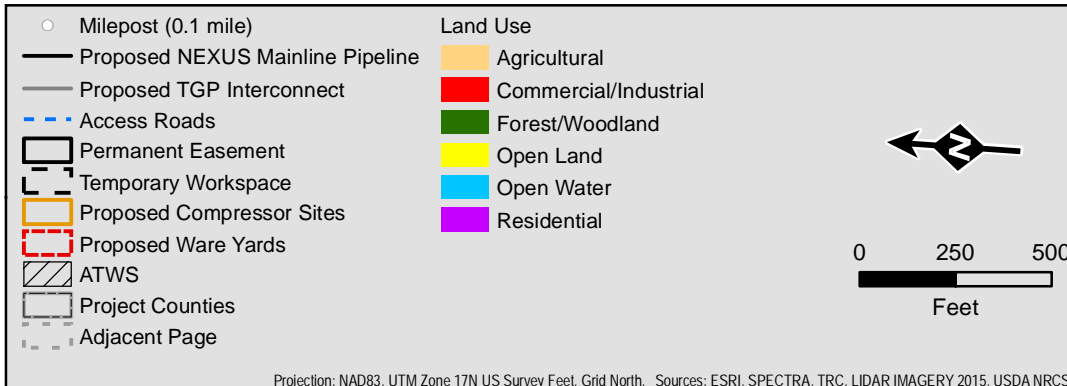 Milepost (0.1 mile)
Proposed NEXUS Mainline Pipeline
Proposed TGP Interconnect
Access Roads
Permanent Easement
Temporary Workspace
Proposed Compressor Sites
Proposed Ware Yards
ATWS
Project Counties
Adjacent Page
Land Use
Agricultural
Commercial/Industrial
Forest/Woodland
Open Land
Open Water
Residential
N
0 250 500
Feet
Projection: NAD83, UTM Zone 17N US Survey Feet, Grid North, Sources: ESRI, SPECTRA, TRC, LIDAR IMAGERY 2015, USDA NRCS